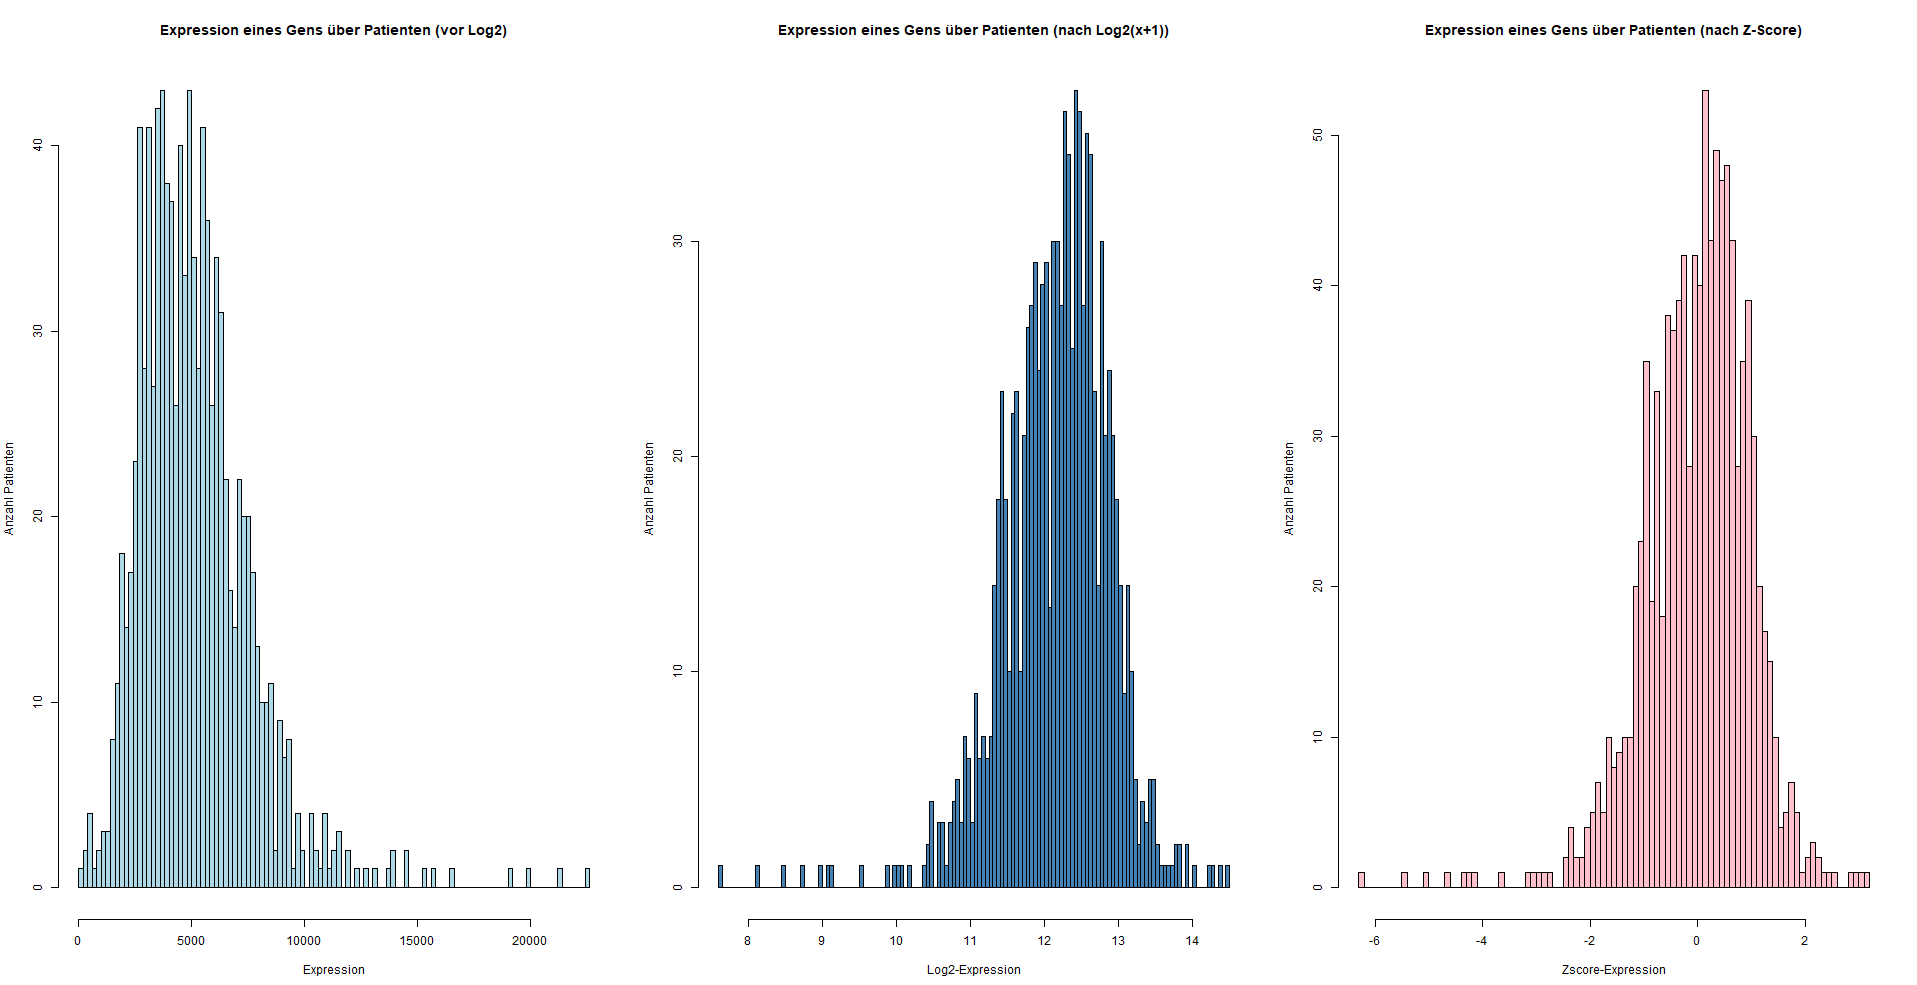 Expression eines Gens über Patienten (vor Log2)
Anzahl Patienten
40
30
20
10
0
0 5000 10000 15000 20000
Expression
Expression eines Gens über Patienten (nach Log2(x+1))
Anzahl Patienten
30
20
10
0
8 9 10 11 12 13 14
Log2-Expression
Expression eines Gens über Patienten (nach Z-Score)
Anzahl Patienten
50
40
30
20
10
0
-6 -4 -2 0 2
Zscore-Expression